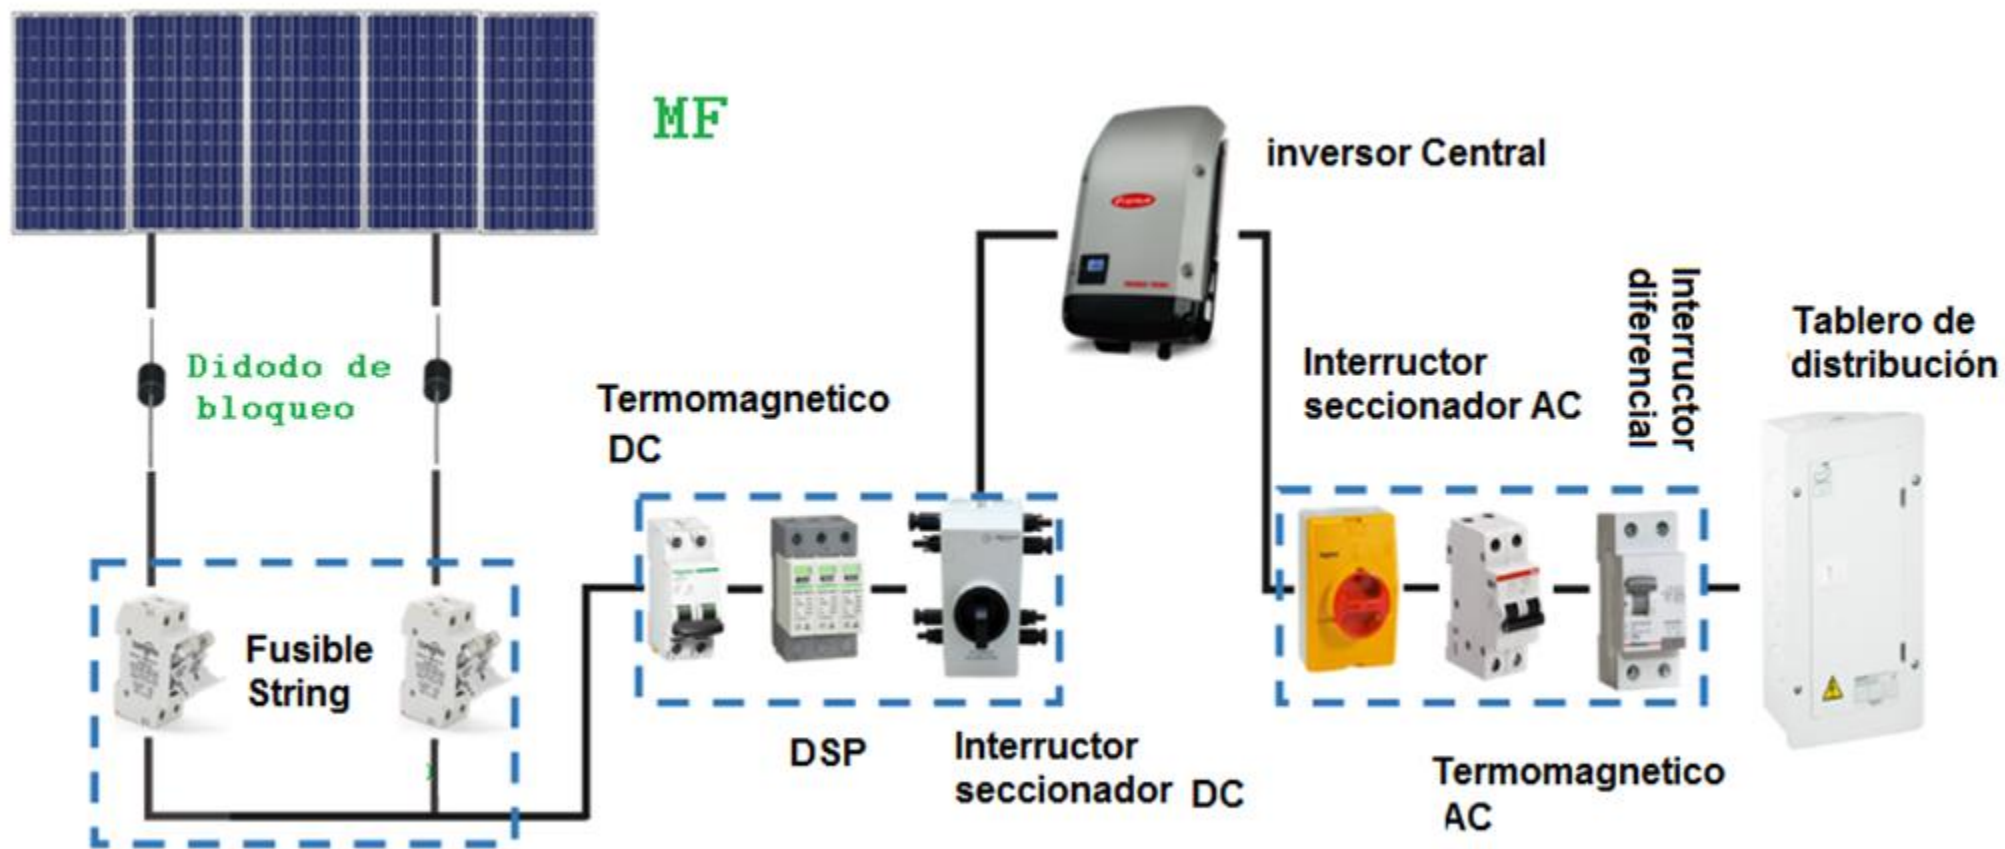 MF
inversor Central
Didodo de
bloqueo
Termomagnetico
DC
Interructor
seccionador AC
Interructor
diferencial
Tablero de
distribución
Fusible
String
DSP
Interructor
seccionador DC
Termomagnetico
AC